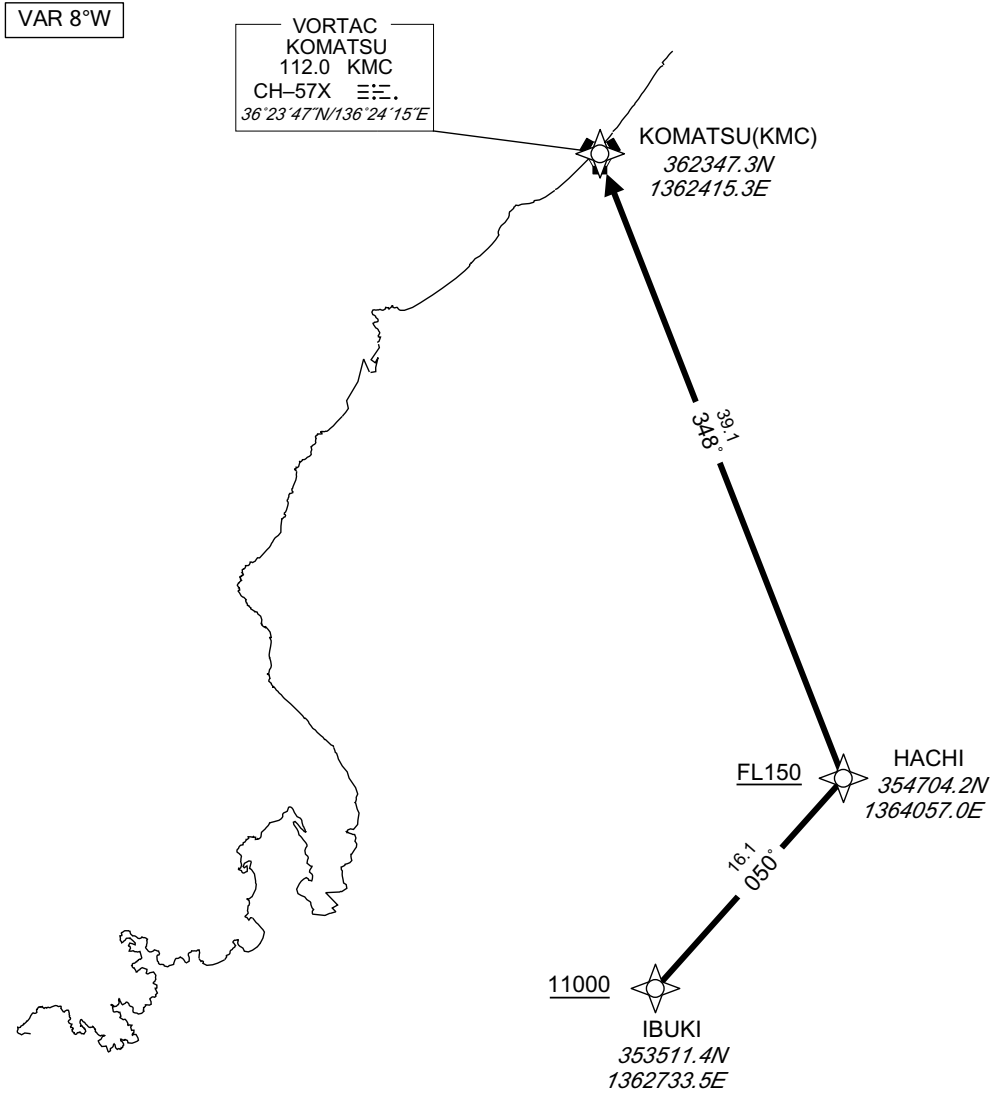 VAR 8°W
VORTAC
KOMATSU
112.0 KMC
CH–57X
36°23´47˝N/136°24´15˝E
KOMATSU(KMC)
362347.3N
1362415.3E
39.1
348°
FL150
HACHI
354704.2N
1364057.0E
16.1
050°
11000
IBUKI
353511.4N
1362733.5E